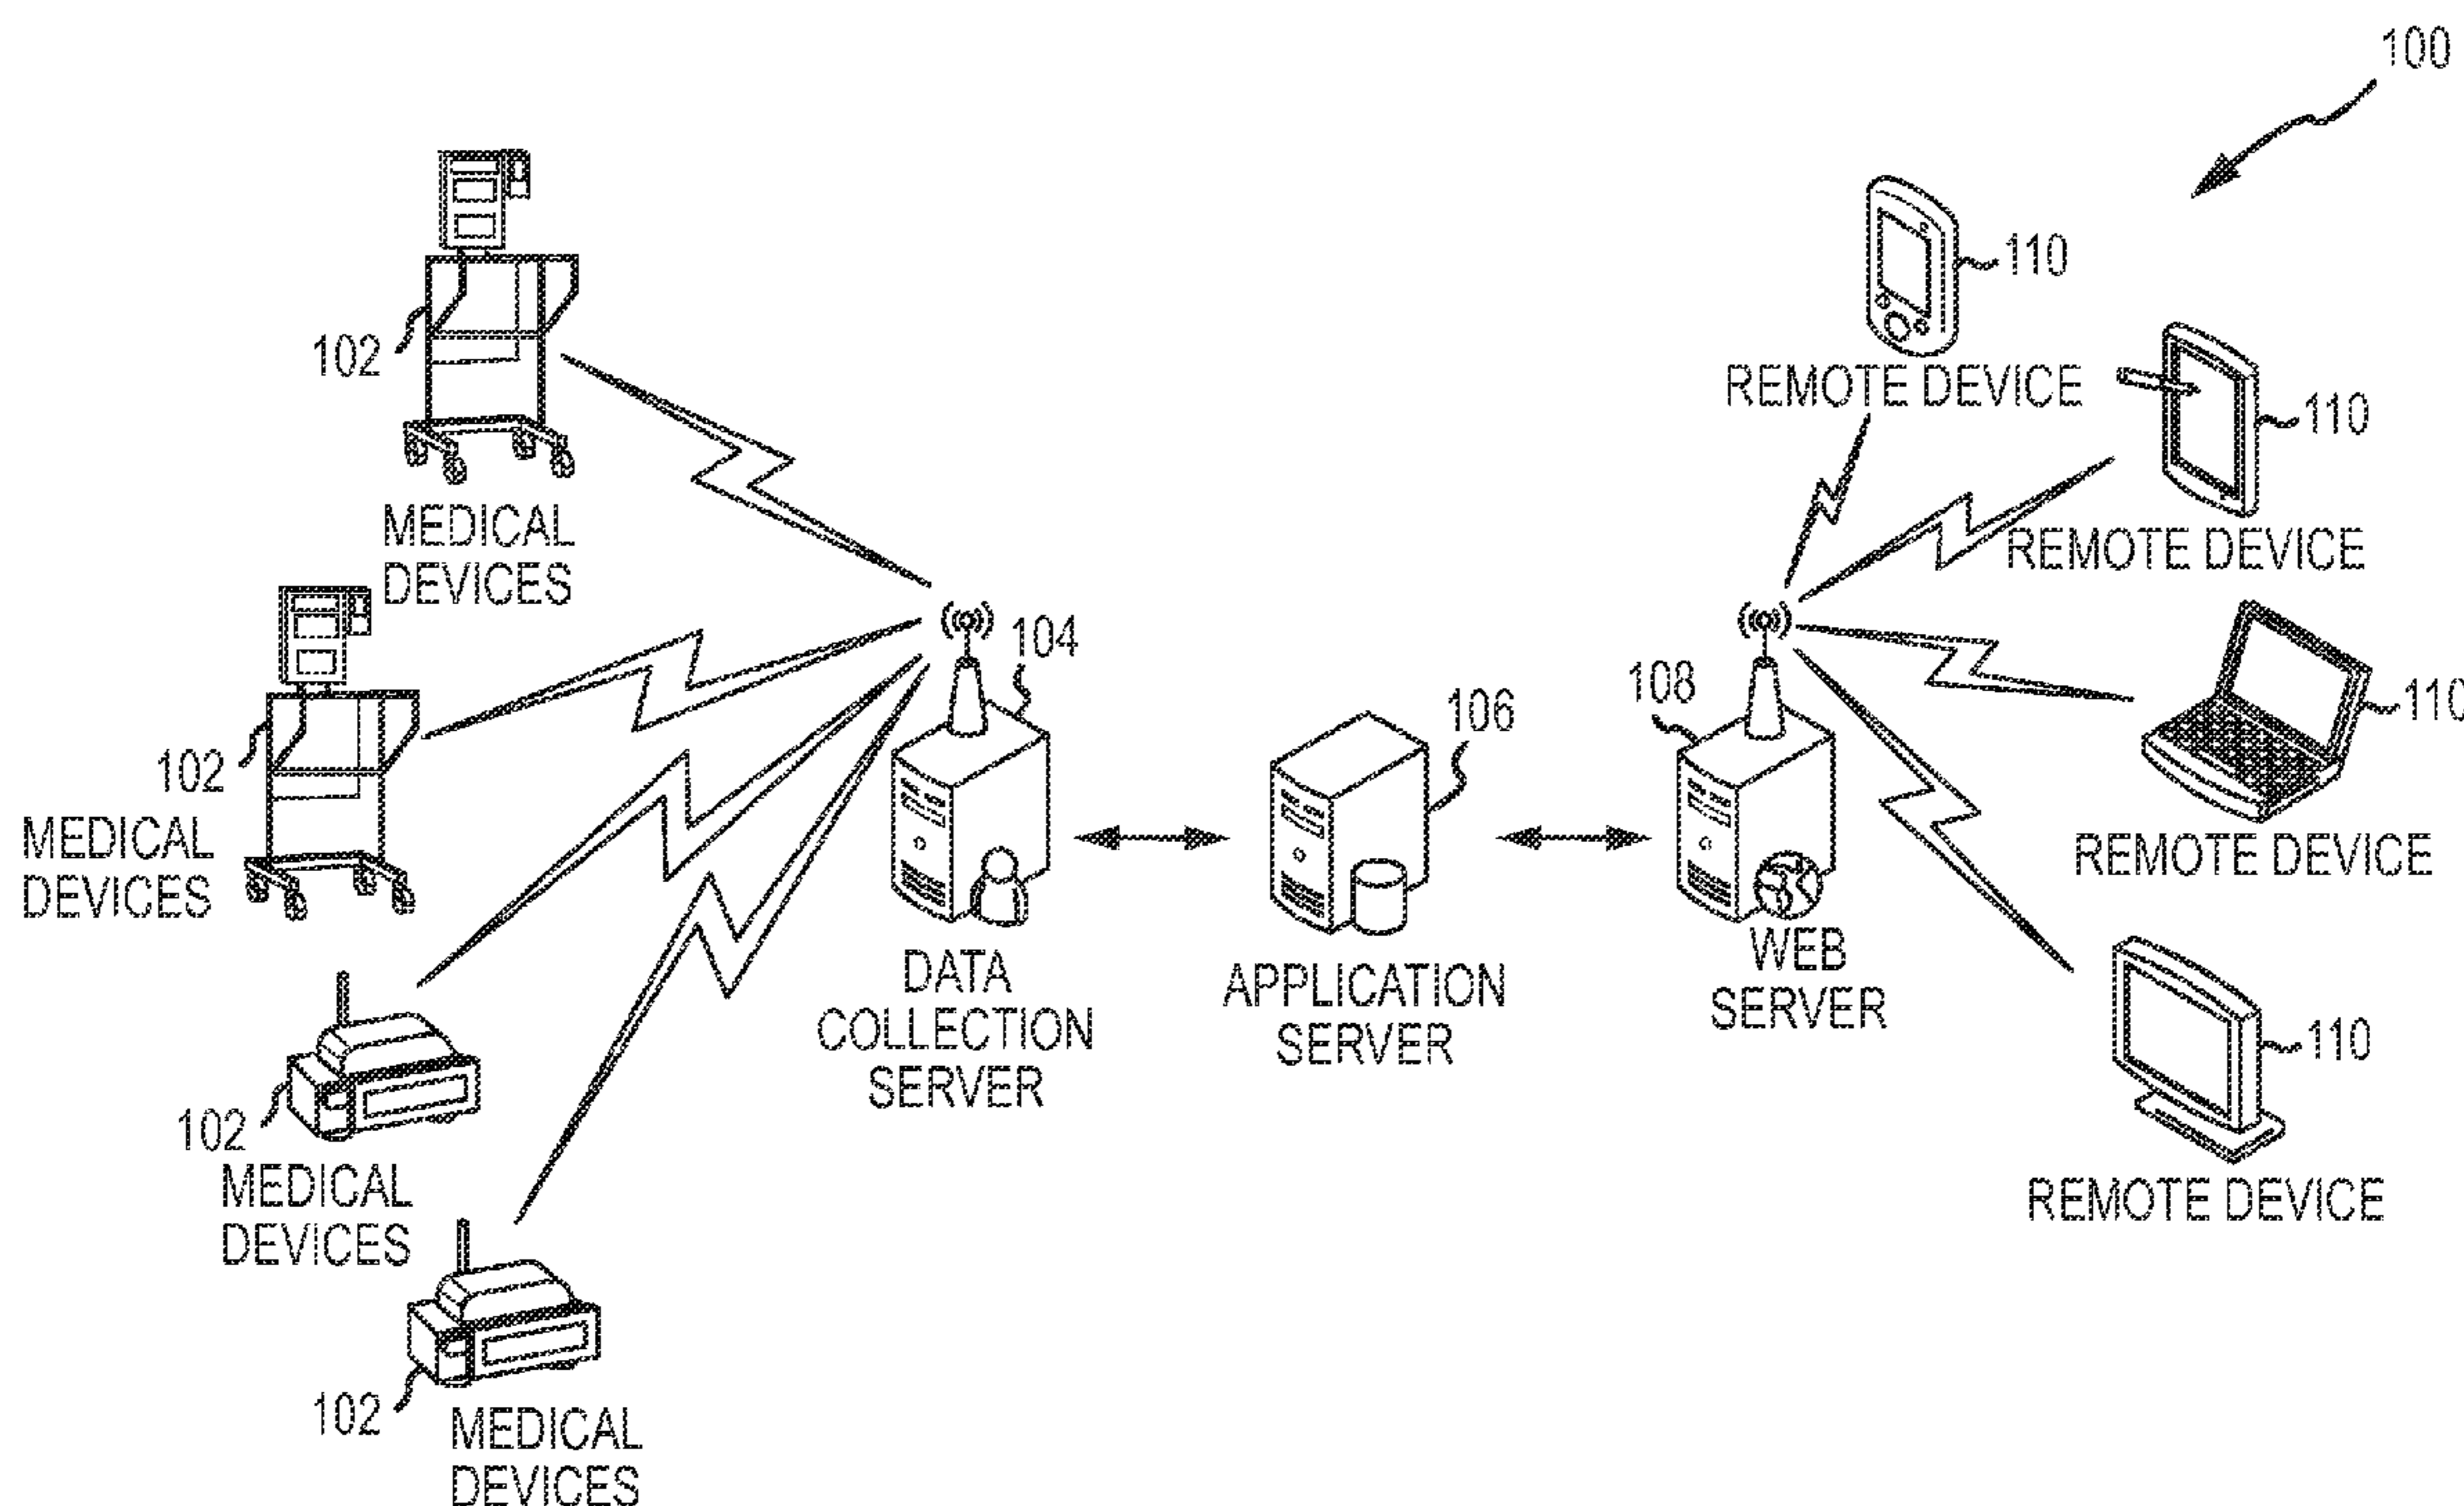 100
110
102
REMOTE DEVICE
110
MEDICAL
DEVICES
REMOTE DEVICE
104
108
106
110
102
MEDICAL
DEVICES
REMOTE DEVICE
DATA
COLLECTION
SERVER
APPLICATION
SERVER
WEB
SERVER
110
102
MEDICAL
DEVICES
REMOTE DEVICE
102
MEDICAL
DEVICES